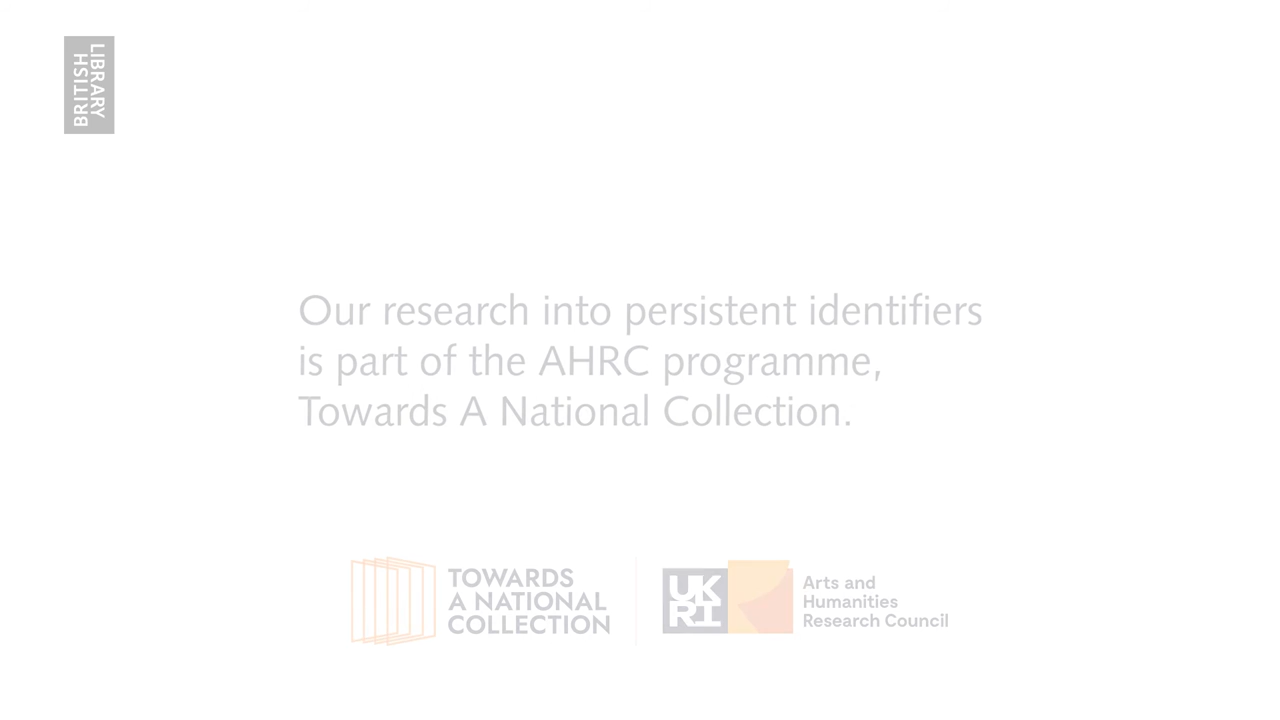 BRITISH
LIBRARY
Our research into persistent identifiers
is part of the AHRC programme,
Towards A National Collection.
TOWARDS
A NATIONAL
COLLECTION
UK
RI
Arts and
Humanities
Research Council